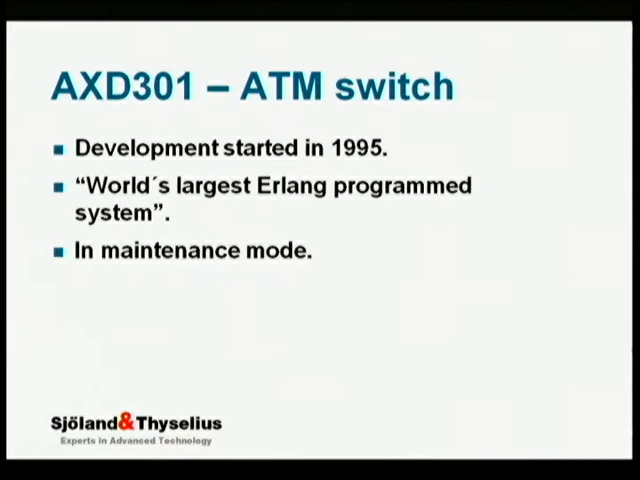 AXD301 – ATM switch
Development started in 1995.
“World´s largest Erlang programmed
system”.
In maintenance mode.
Sjöland&Thyselius
Experts in Advanced Technology